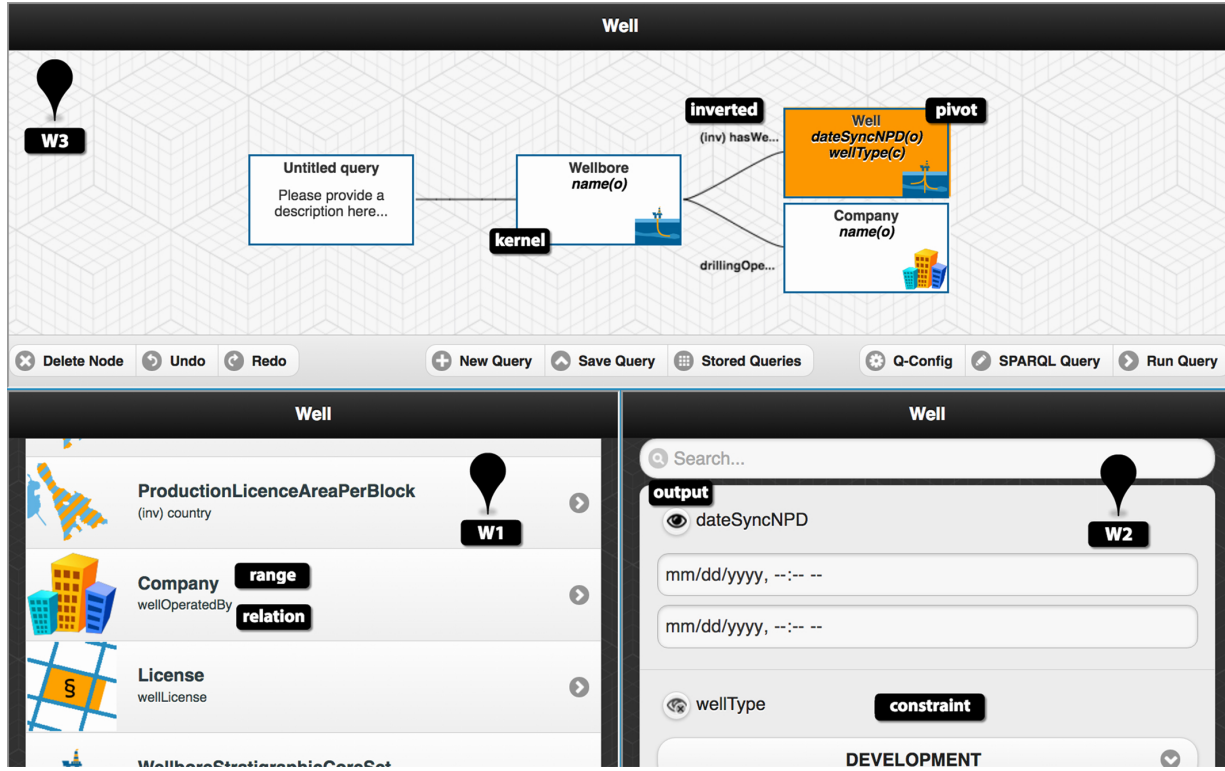 Well
W3
inverted
pivot
(inv) hasWe...
Well
dateSyncNPD(o)
wellType(c)
Untitled query
Please provide a
description here...
Wellbore
name(o)
kernel
Company
name(o)
drillingOpe...
Delete Node
Undo
Redo
New Query
Save Query
Stored Queries
Q-Config
SPARQL Query
Run Query
Well
ProductionLicenceAreaPerBlock
(inv) country
W1
Company
range
wellOperatedBy
relation
§
License
wellLicense
WellboreStratigraphicCoreSet
Well
Search...
output
dateSyncNPD
W2
mm/dd/yyyy, --:-- --
mm/dd/yyyy, --:-- --
wellType
constraint
DEVELOPMENT